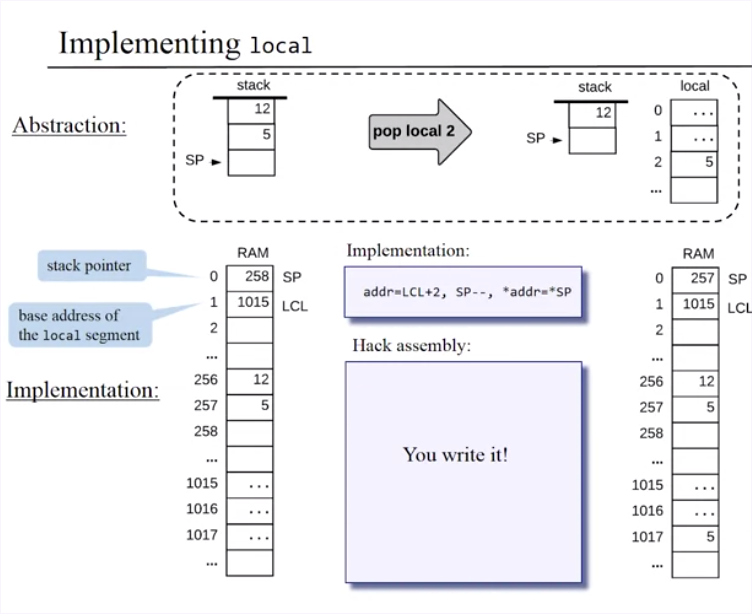 Implementing local
Abstraction:
stack
12
5
SP
pop local 2
stack
12
SP
local
0 ...
1 ...
2 5
...
stack pointer
base address of
the local segment
Implementation:
RAM
0 258 SP
1 1015 LCL
2
...
256 12
257 5
258
...
1015 ...
1016 ...
1017 ...
...
Implementation:
addr=LCL+2, SP--, *addr=*SP
Hack assembly:
You write it!
RAM
0 257 SP
1 1015 LCL
2
...
256 12
257 5
258
...
1015 ...
1016 ...
1017 5
...